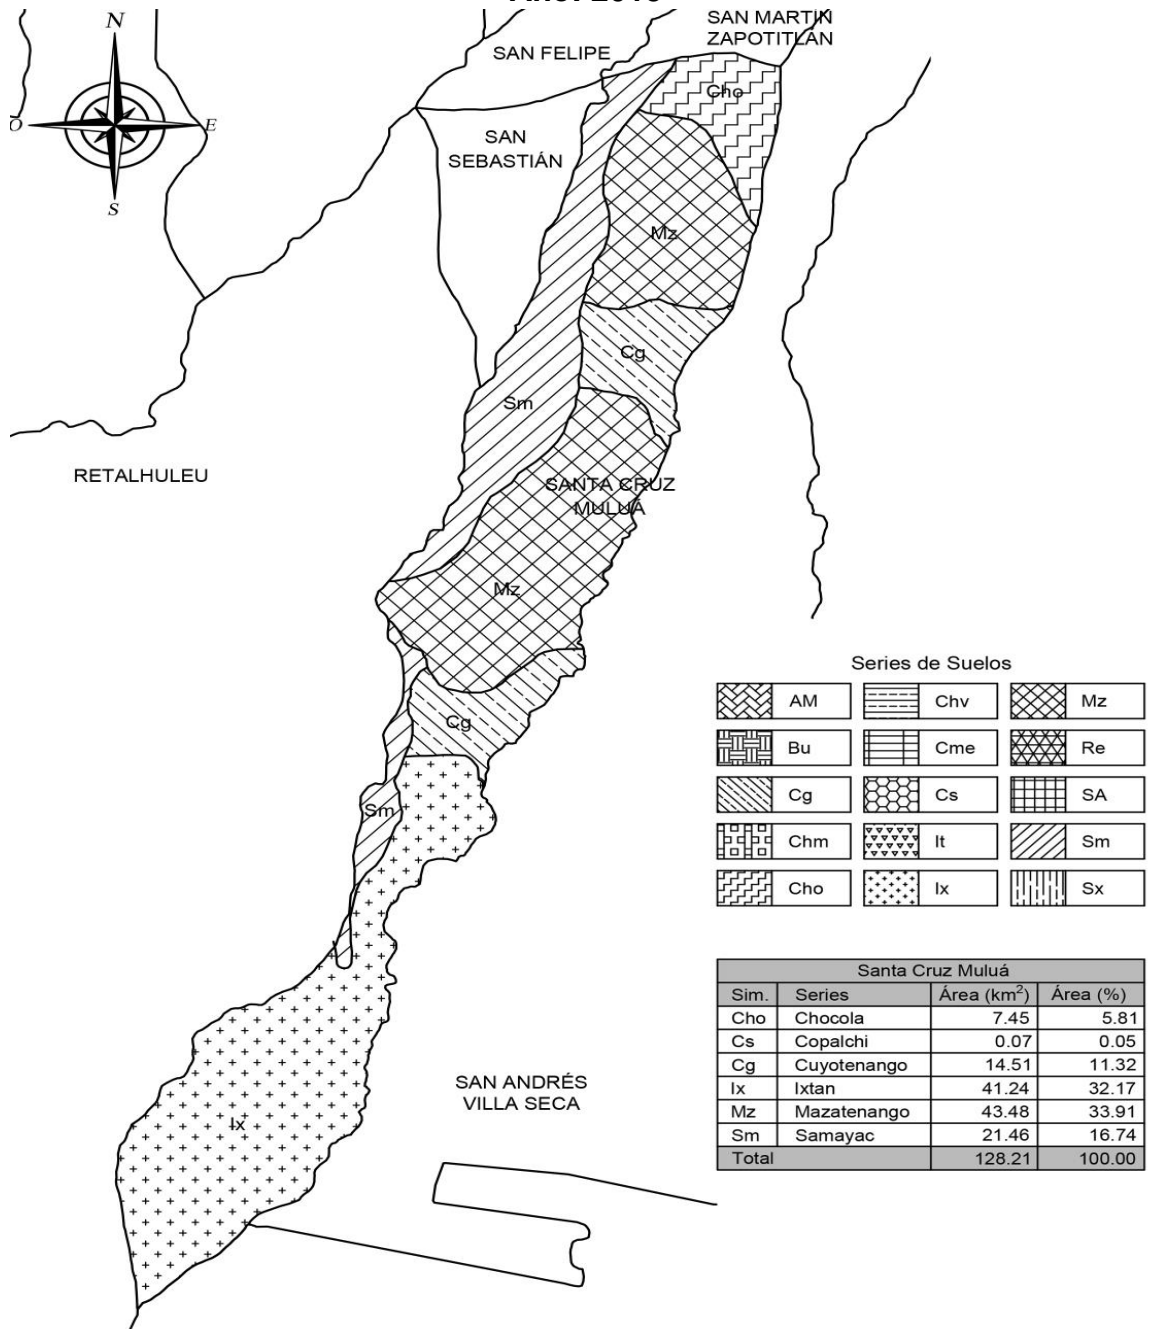 N
SAN MARTÍN
ZAPOTITLÁN
SAN FELIPE
Cho
O
E
SAN
SEBASTIÁN
S
Mz
Cg
Sm
RETALHULEU
SANTA CRUZ
MULUÁ
Mz
Cg
Sm
Ix
SAN ANDRÉS
VILLA SECA
Series de Suelos
AM Chv Mz
Bu Cme Re
Cg Cs SA
Chm It Sm
Cho Ix Sx
Santa Cruz Muluá
Sim. Series Área (km²) Área (%)
Cho Chocola 7.45 5.81
Cs Copalchi 0.07 0.05
Cg Cuyotenango 14.51 11.32
Ix Ixtan 41.24 32.17
Mz Mazatenango 43.48 33.91
Sm Samayac 21.46 16.74
Total 128.21 100.00